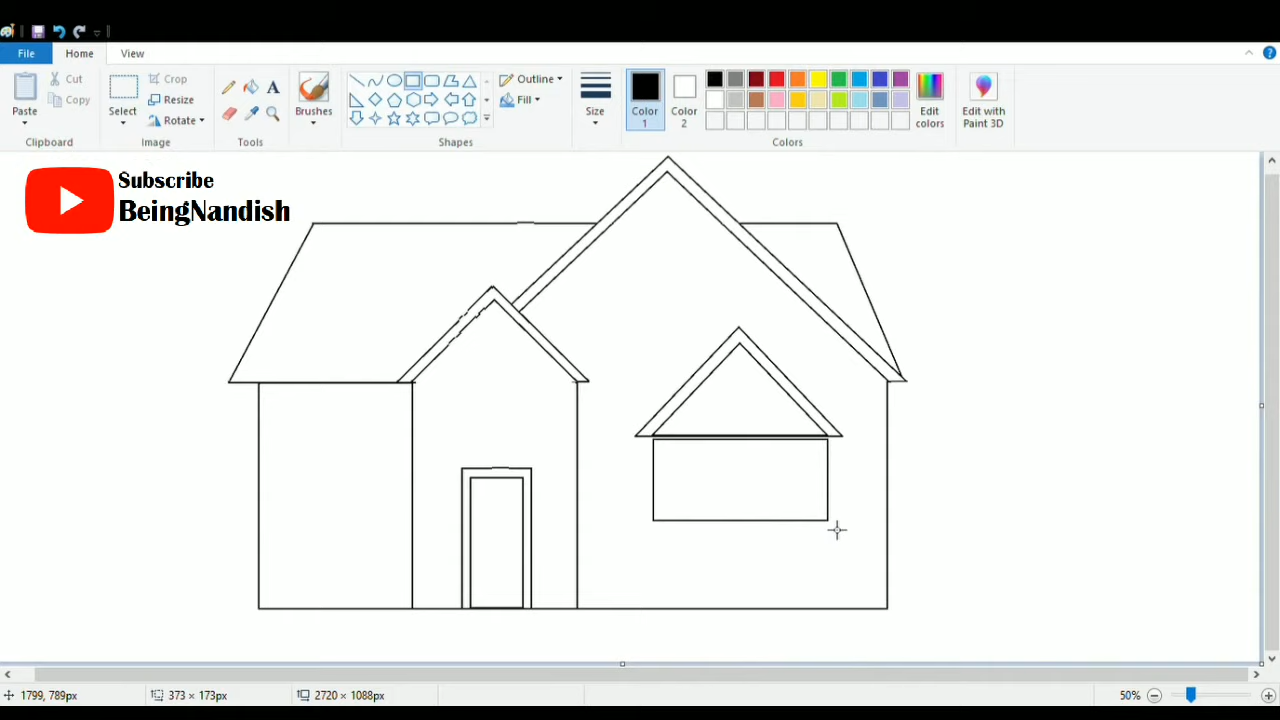 File Home View
Paste
Cut
Copy
Clipboard
Select
Crop
Resize
Rotate
Image
Tools
Brushes
Shapes
Outline
Fill
Size
Color
1
Color
2
Edit
colors
Colors
Edit with
Paint 3D
Subscribe
BeingNandish
1799, 789px 373 × 173px 2720 × 1088px 50%